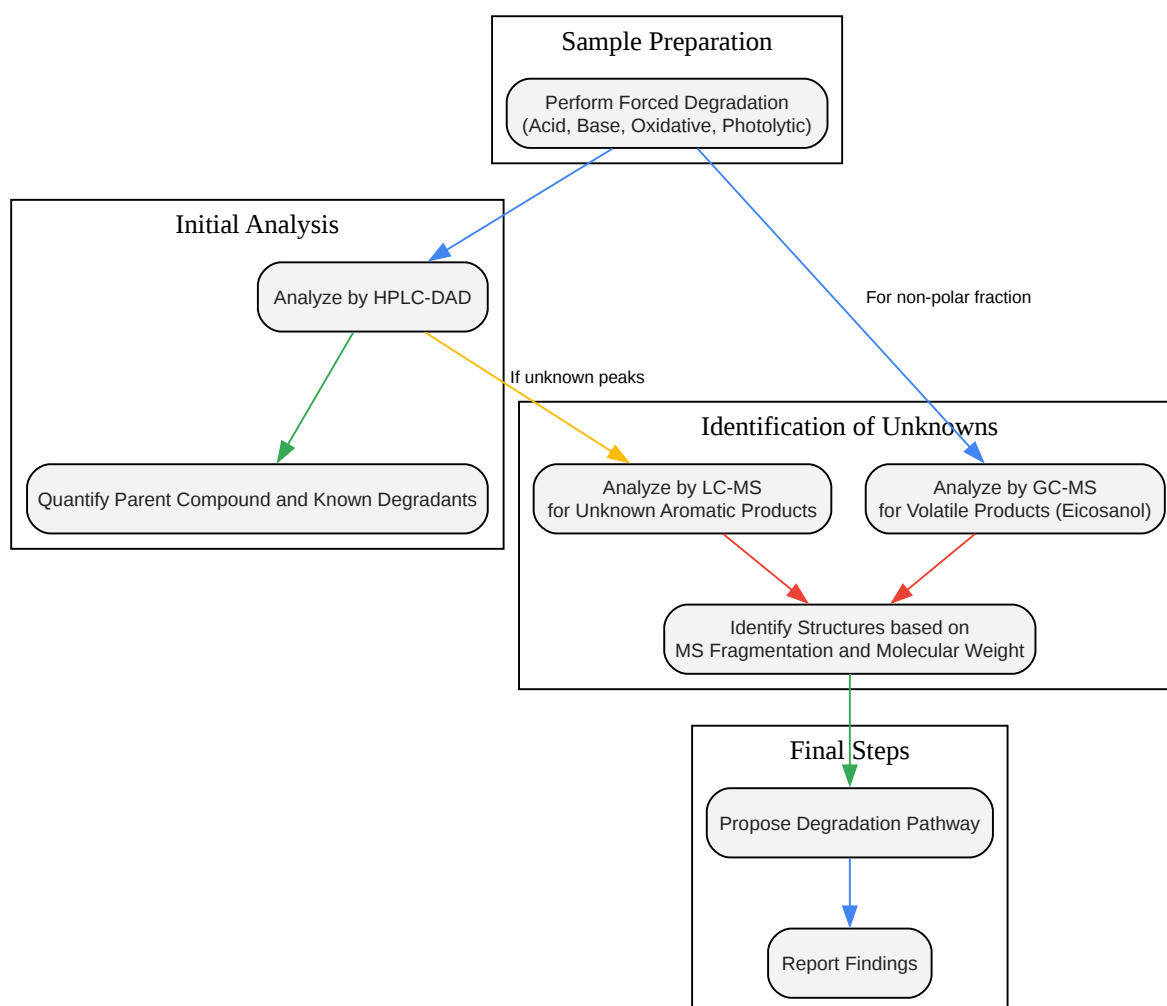 Sample Preparation
Perform Forced Degradation
(Acid, Base, Oxidative, Photolytic)
Initial Analysis
Analyze by HPLC-DAD
For non-polar fraction
If unknown peaks
Quantify Parent Compound and Known Degradants
Identification of Unknowns
Analyze by LC-MS
for Unknown Aromatic Products
Analyze by GC-MS
for Volatile Products (Eicosanol)
Identify Structures based on
MS Fragmentation and Molecular Weight
Final Steps
Propose Degradation Pathway
Report Findings